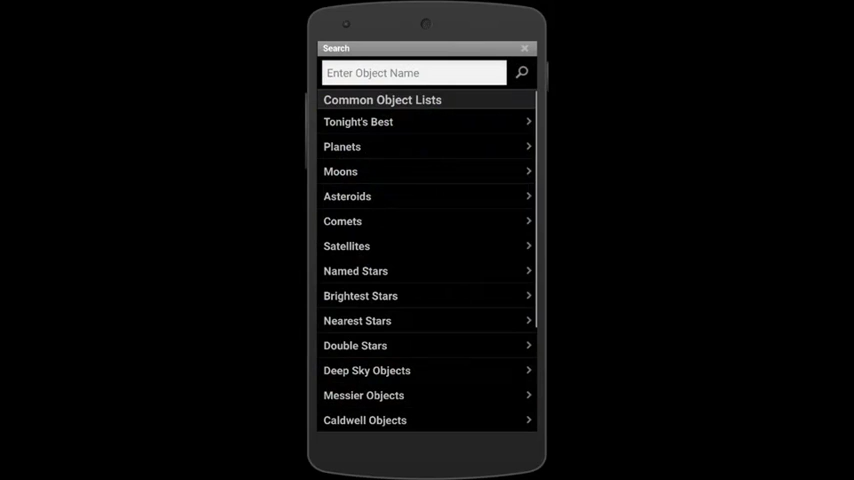 Search
Enter Object Name
Common Object Lists
Tonight's Best
Planets
Moons
Asteroids
Comets
Satellites
Named Stars
Brightest Stars
Nearest Stars
Double Stars
Deep Sky Objects
Messier Objects
Caldwell Objects